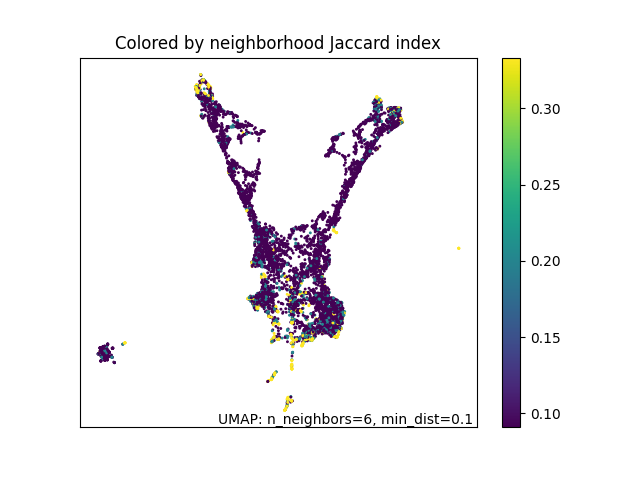 Colored by neighborhood Jaccard index
0.30
0.25
0.20
0.15
0.10
UMAP: n_neighbors=6, min_dist=0.1